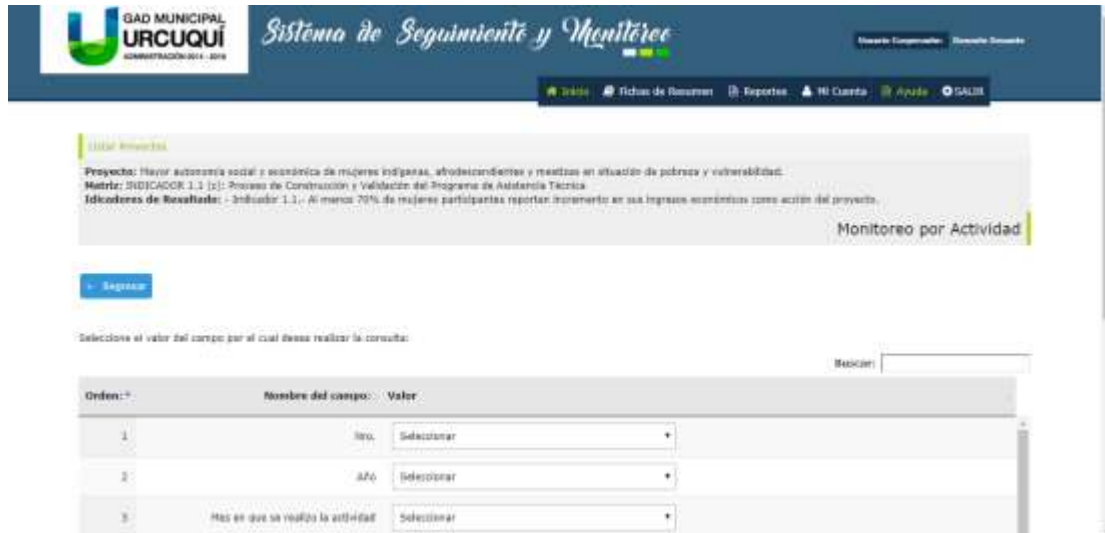 GAD MUNICIPAL
URCUQUÍ
ADMINISTRACIÓN 2014 - 2019
Sistema de Seguimiento y Monitoreo
Inicio Fichas de Resumen Reportes Mi Cuenta Ayuda SALIR
Listar Proyectos
Proyecto: Mayor autonomía social y económica de mujeres indígenas, afrodescendientes y mestizas en situación de pobreza y vulnerabilidad.
Matriz: INDICADOR 1.1 [c]: Proceso de Construcción y Validación del Programa de Asistencia Técnica
Idicadores de Resultado: - Indicador 1.1.- Al menos 70% de mujeres participantes reportan incremento en sus ingresos económicos como acción del proyecto.
Monitoreo por Actividad
← Regresar
Seleccione el valor del campo por el cual desea realizar la consulta:
Buscar:
Orden: Nombre del campo: Valor
1 Nro. Seleccionar
2 Año Seleccionar
3 Mes en que se realizo la actividad Seleccionar